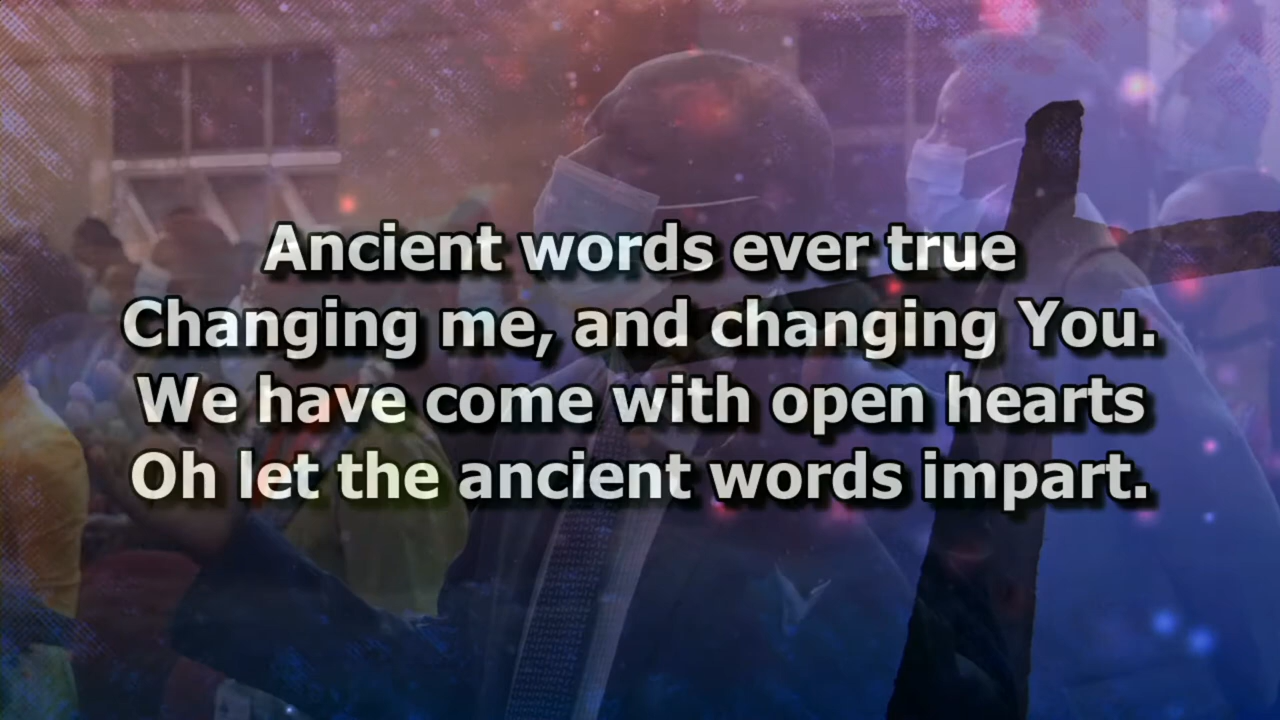 Ancient words ever true
Changing me, and changing You.
We have come with open hearts
Oh let the ancient words impart.